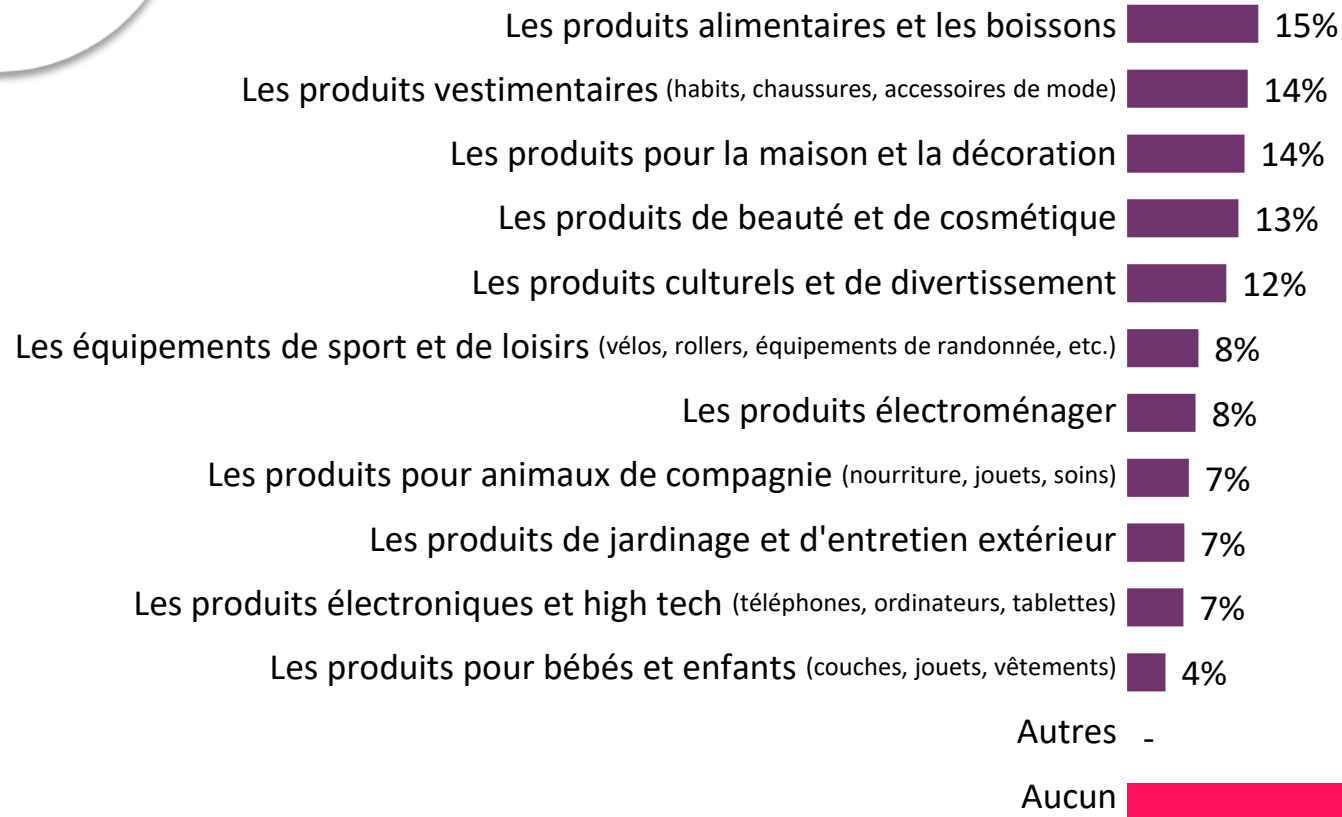 Les produits alimentaires et les boissons 15%
Les produits vestimentaires (habits, chaussures, accessoires de mode) 14%
Les produits pour la maison et la décoration 14%
Les produits de beauté et de cosmétique 13%
Les produits culturels et de divertissement 12%
Les équipements de sport et de loisirs (vélos, rollers, équipements de randonnée, etc.) 8%
Les produits électroménager 8%
Les produits pour animaux de compagnie (nourriture, jouets, soins) 7%
Les produits de jardinage et d'entretien extérieur 7%
Les produits électroniques et high tech (téléphones, ordinateurs, tablettes) 7%
Les produits pour bébés et enfants (couches, jouets, vêtements) 4%
Autres -
Aucun